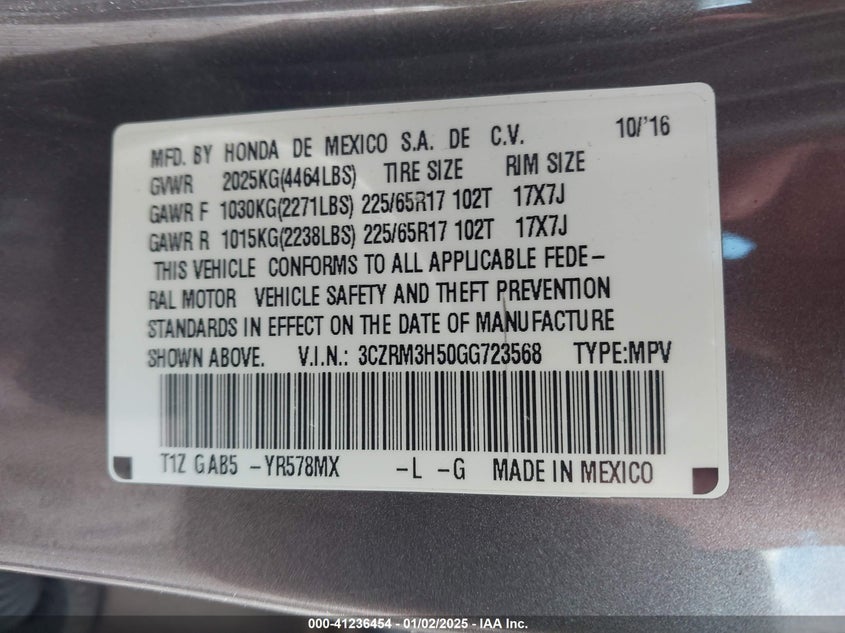 MFD. BY HONDA DE MEXICO S.A. DE C.V. 10/'16
GVWR 2025KG(4464LBS) TIRE SIZE RIM SIZE
GAWR F 1030KG(2271LBS) 225/65R17 102T 17X7J
GAWR R 1015KG(2238LBS) 225/65R17 102T 17X7J
THIS VEHICLE CONFORMS TO ALL APPLICABLE FEDE-
RAL MOTOR VEHICLE SAFETY AND THEFT PREVENTION
STANDARDS IN EFFECT ON THE DATE OF MANUFACTURE
SHOWN ABOVE. V.I.N.: 3CZRM3H50GG723568 TYPE:MPV
T1Z GAB5 -YR578MX -L -G MADE IN MEXICO
000-41236454 - 01/02/2025 - IAA Inc.